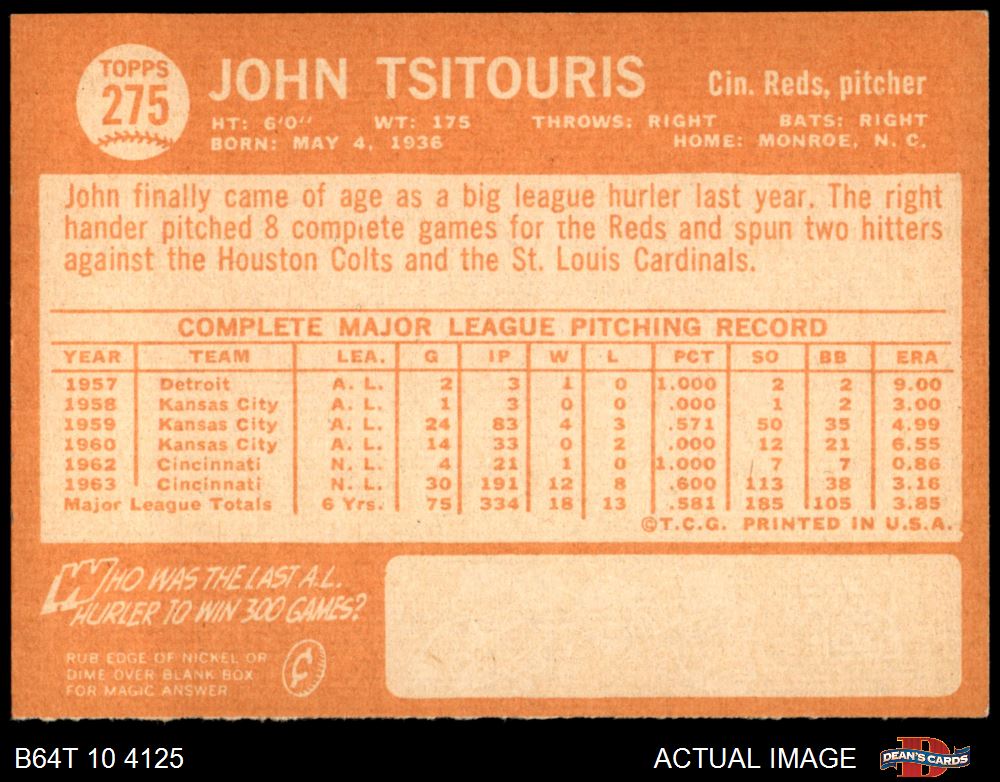 TOPPS
275
JOHN TSITOURIS
Cin. Reds, pitcher
HT: 6'0" WT: 175 THROWS: RIGHT BATS: RIGHT
BORN: MAY 4, 1936 HOME: MONROE, N. C.
John finally came of age as a big league hurler last year. The right
hander pitched 8 complete games for the Reds and spun two hitters
against the Houston Colts and the St. Louis Cardinals.
COMPLETE MAJOR LEAGUE PITCHING RECORD
YEAR TEAM LEA. G IP W L PCT SO BB ERA
1957 Detroit A. L. 2 3 1 0 1.000 2 2 9.00
1958 Kansas City A. L. 1 3 0 0 .000 1 2 3.00
1959 Kansas City A. L. 24 83 4 3 .571 50 35 4.99
1960 Kansas City A. L. 14 33 0 2 .000 12 21 6.55
1962 Cincinnati N. L. 4 21 1 0 1.000 7 7 0.86
1963 Cincinnati N. L. 30 191 12 8 .600 113 38 3.16
Major League Totals 6 Yrs. 75 334 18 13 .581 185 105 3.85
©T.C.G. PRINTED IN U.S.A.
WHO WAS THE LAST A.L.
HURLER TO WIN 300 GAMES?
RUB EDGE OF NICKEL OR
DIME OVER BLANK BOX
FOR MAGIC ANSWER
¢
B64T 10 4125
ACTUAL IMAGE
D
DEAN'S CARDS